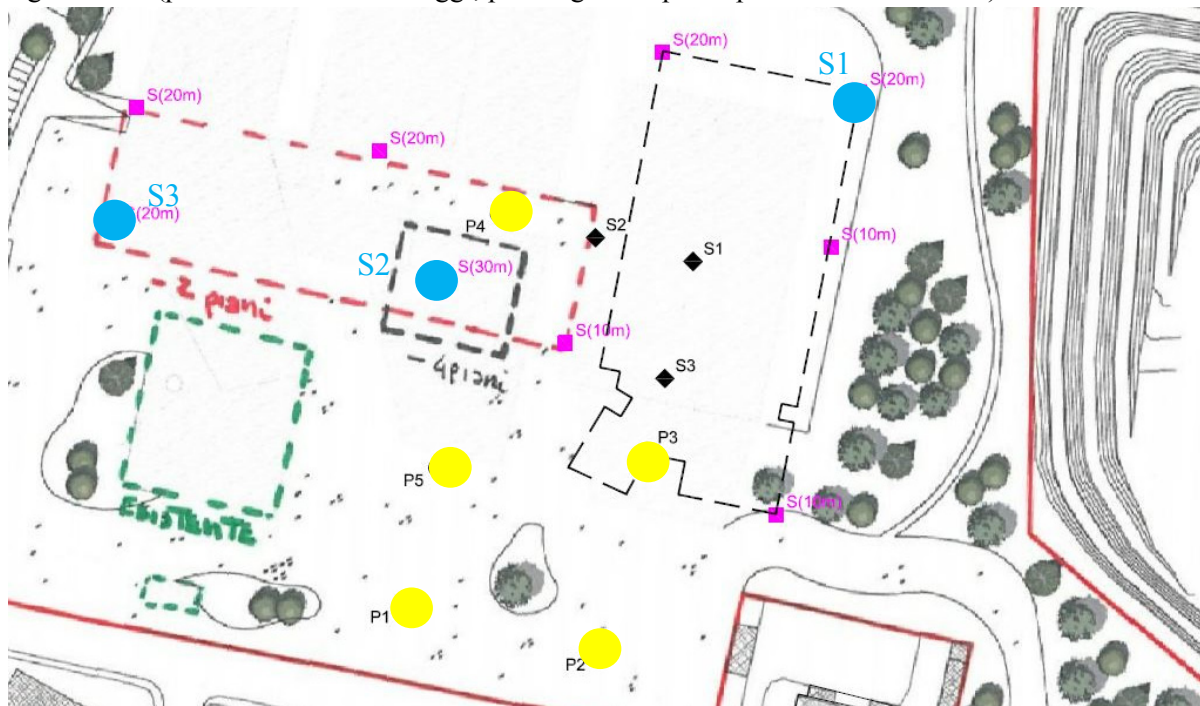 S(20m)
S1
S(20m)
S(20m)
S(20m)
S3
(20m)
P4
S2
S1
S(10m)
S2
S(30m)
- 2 piani
S(10m)
- 4 piani
S3
P3
P5
S(10m)
ESISTENTE
P1
P2